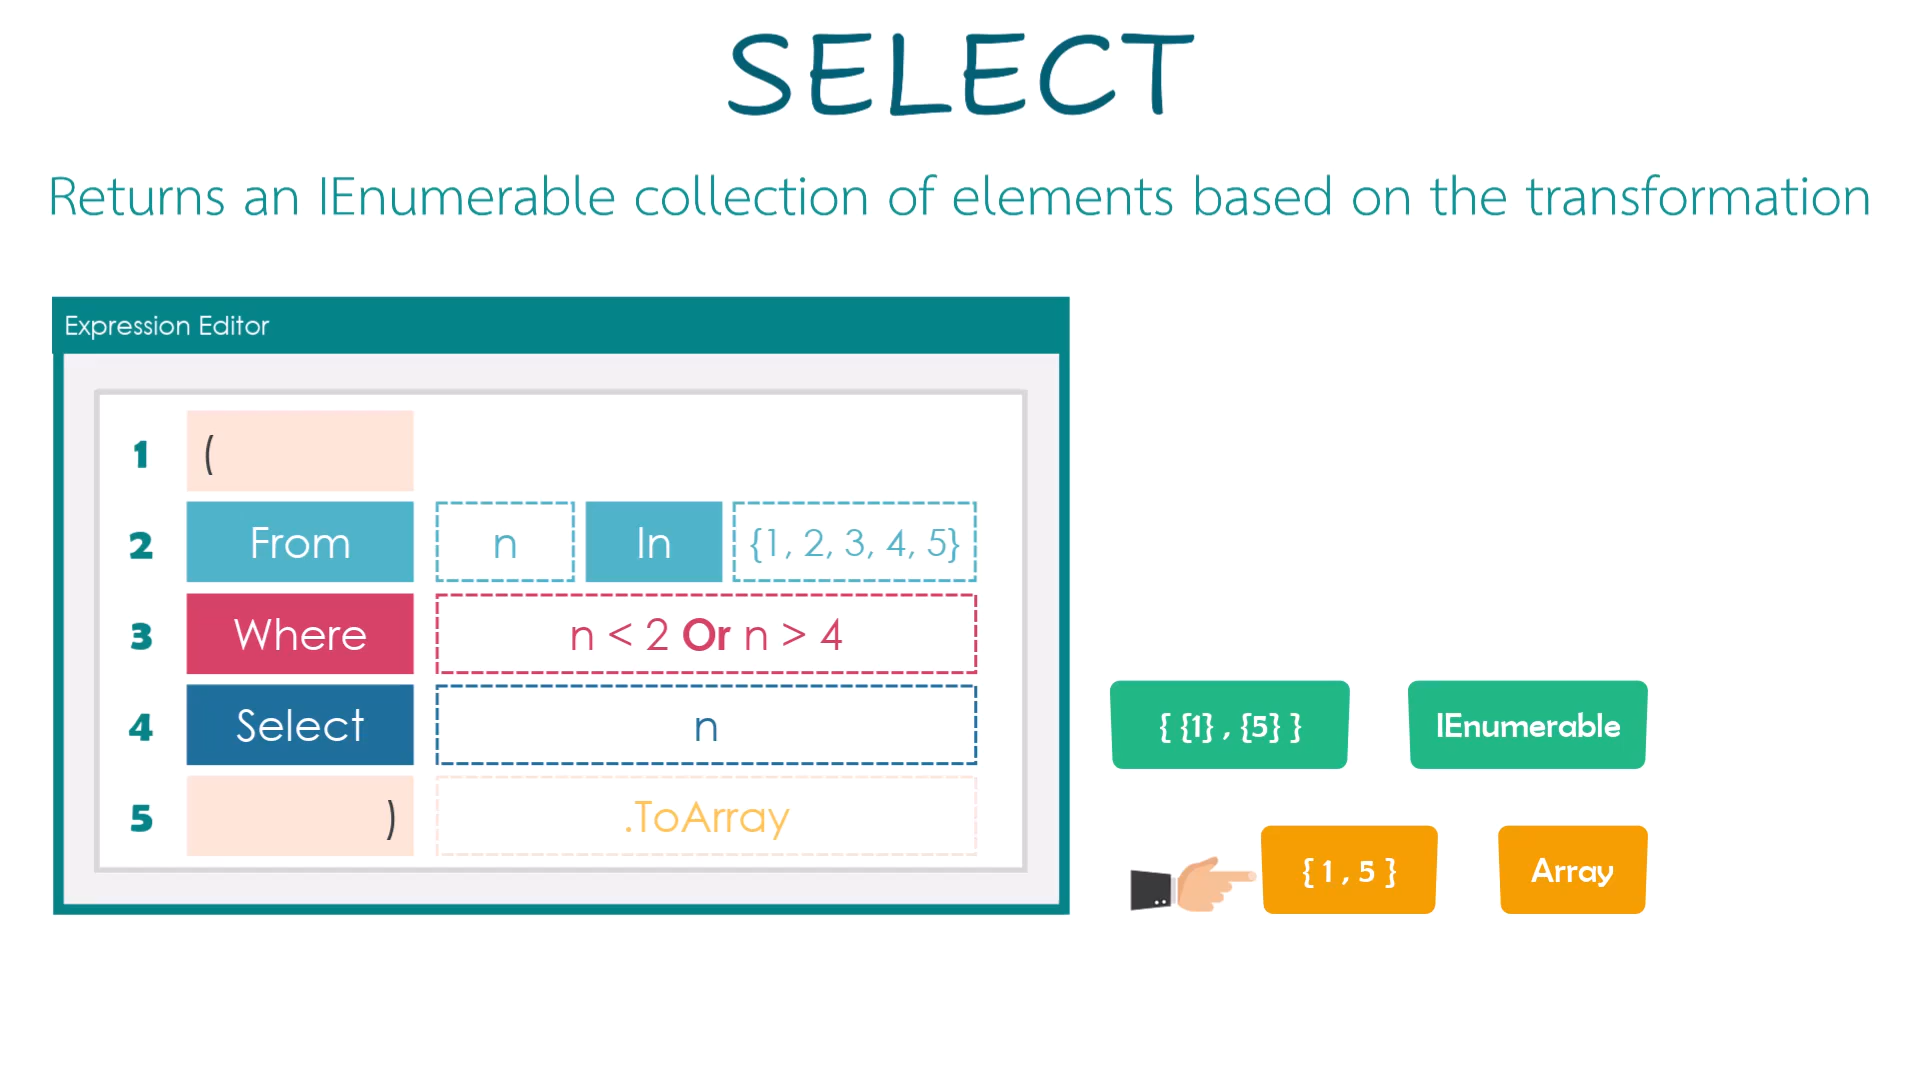 SELECT
Returns an IEnumerable collection of elements based on the transformation
Expression Editor
1 (
2 From n In {1, 2, 3, 4, 5}
3 Where n < 2 Or n > 4
4 Select n
{ {1} , {5} } IEnumerable
5 ) .ToArray
{ 1 , 5 } Array